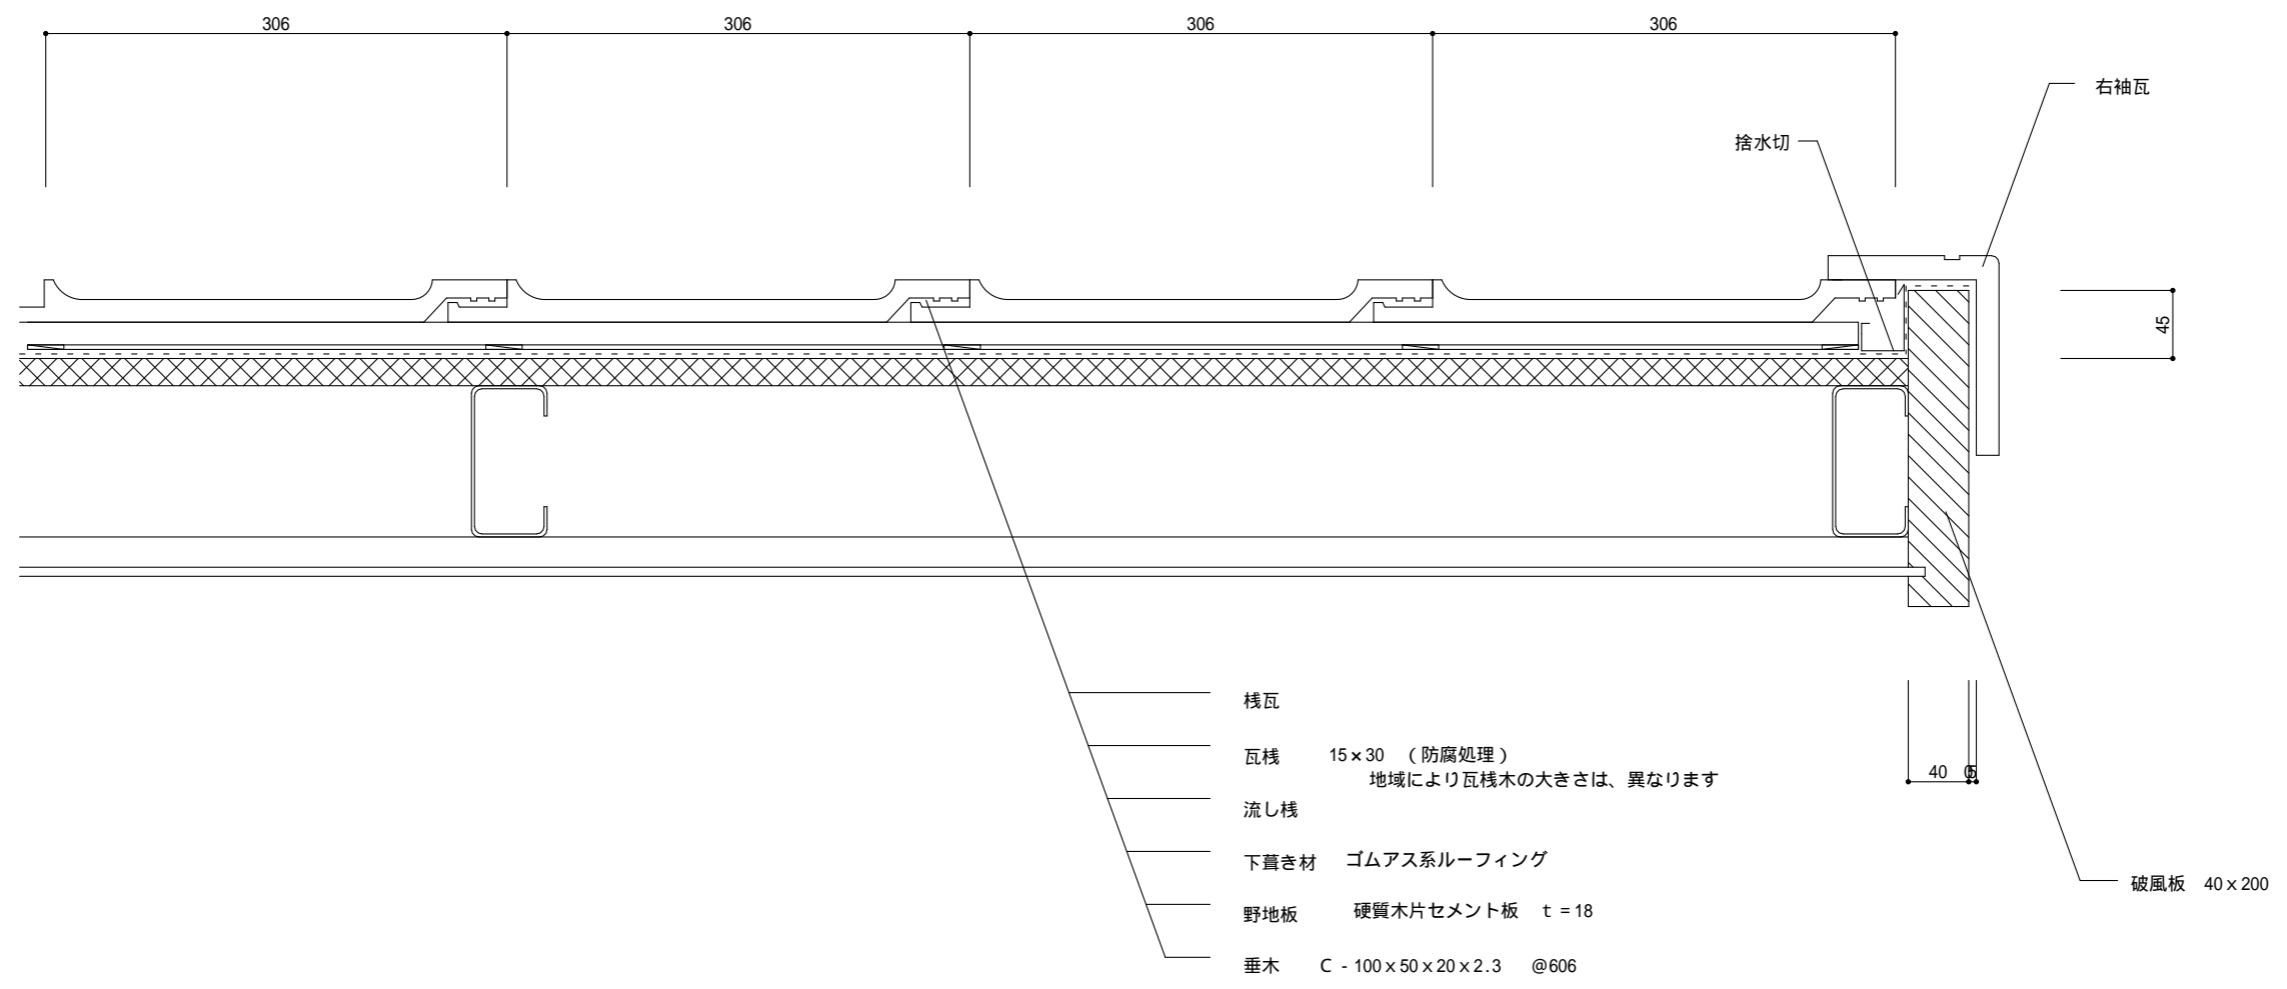 306 306 306 306
右袖瓦
捨水切
45
桟瓦
瓦桟 15×30 （防腐処理）
地域により瓦桟木の大きさは、異なります
流し桟
下葺き材 ゴムアス系ルーフィング
野地板 硬質木片セメント板 t=18
垂木 C-100×50×20×2.3 @606
40
破風板 40×200